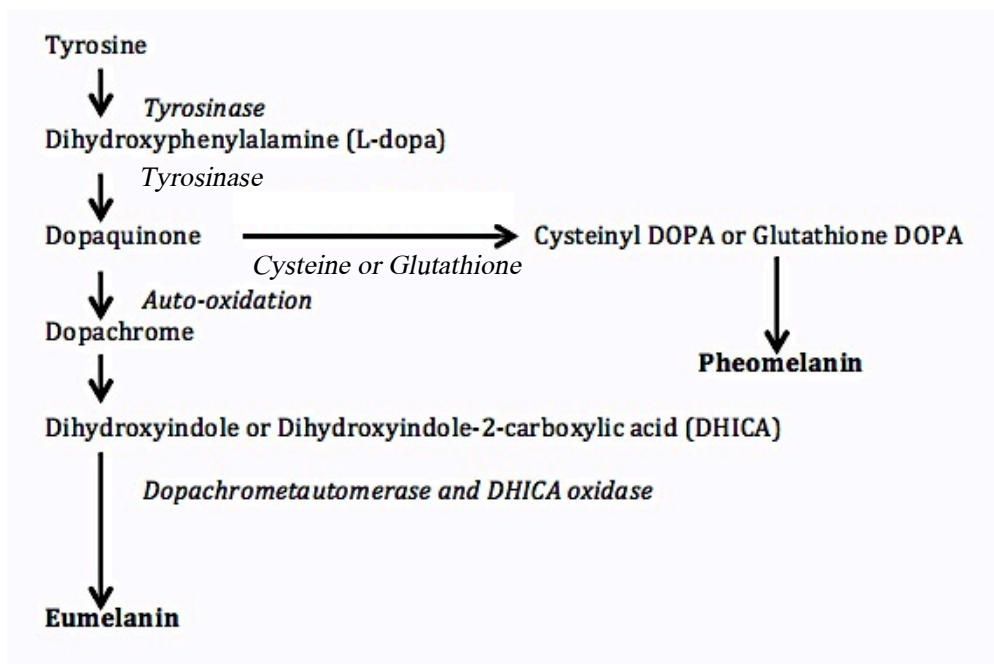 Tyrosine
Tyrosinase
Dihydroxyphenylalamine (L-dopa)
Tyrosinase
Dopaquinone
Cysteinyl DOPA or Glutathione DOPA
Cysteine or Glutathione
Auto-oxidation
Dopachrome
Pheomelanin
Dihydroxyindole or Dihydroxyindole-2-carboxylic acid (DHICA)
Dopachrometautomerase and DHICA oxidase
Eumelanin